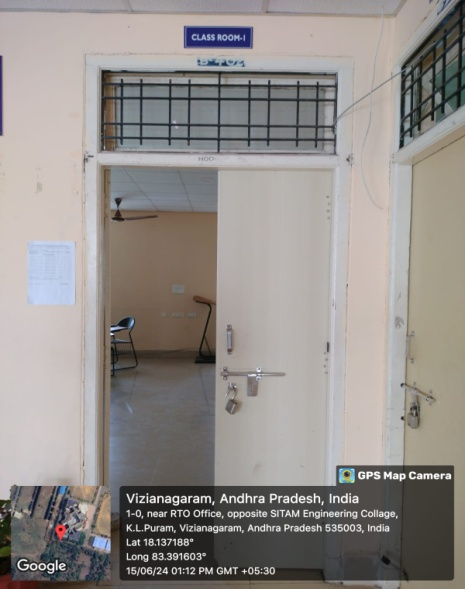 CLASS ROOM-I
HOD
GPS Map Camera
Vizianagaram, Andhra Pradesh, India
1-0, near RTO Office, opposite SITAM Engineering Collage,
K.L.Puram, Vizianagaram, Andhra Pradesh 535003, India
Lat 18.137188°
Long 83.391603°
15/06/24 01:12 PM GMT +05:30
Google